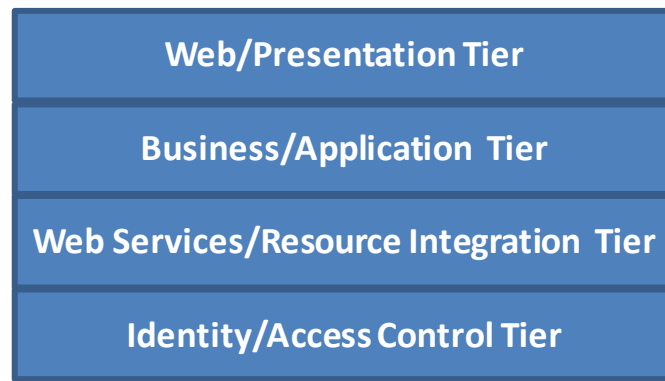 Web/Presentation Tier
Business/Application Tier
Web Services/Resource Integration Tier
Identity/Access Control Tier